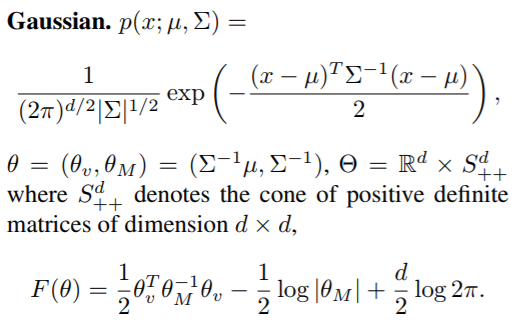 Gaussian. p(x; μ, Σ) =
1/((2π)^{d/2}|Σ|^{1/2}) exp(−((x − μ)^T Σ^{−1}(x − μ))/2),
θ = (θ_v, θ_M) = (Σ^{−1}μ, Σ^{−1}), Θ = ℝ^d × S^d_{++}
where S^d_{++} denotes the cone of positive definite
matrices of dimension d × d,
F(θ) = 1/2 θ_v^T θ_M^{−1} θ_v − 1/2 log |θ_M| + d/2 log 2π.